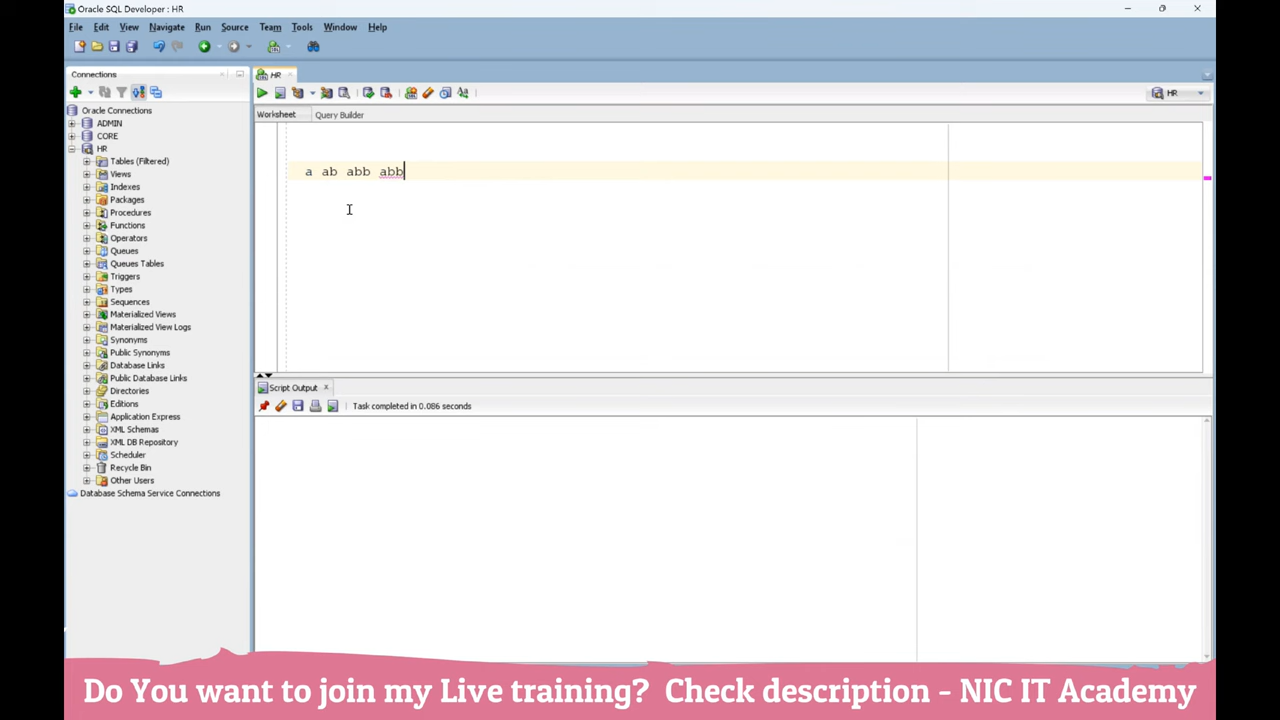 Oracle SQL Developer : HR
File Edit View Navigate Run Source Team Tools Window Help
Connections
HR
HR
Oracle Connections
ADMIN
CORE
HR
Tables (Filtered)
Views
Indexes
Packages
Procedures
Functions
Operators
Queues
Queues Tables
Triggers
Types
Sequences
Materialized Views
Materialized View Logs
Synonyms
Public Synonyms
Database Links
Public Database Links
Directories
Editions
Application Express
XML Schemas
XML DB Repository
Scheduler
Recycle Bin
Other Users
Database Schema Service Connections
Worksheet Query Builder
a ab abb abb
Script Output
Task completed in 0.086 seconds
Do You want to join my Live training? Check description - NIC IT Academy